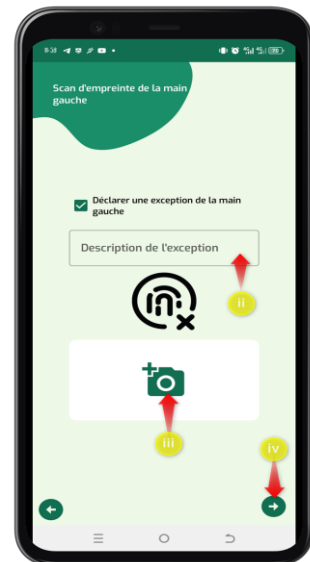 Scan d'empreinte de la main
gauche
Déclarer une exception de la main
gauche
Description de l'exception
ii
iii
iv